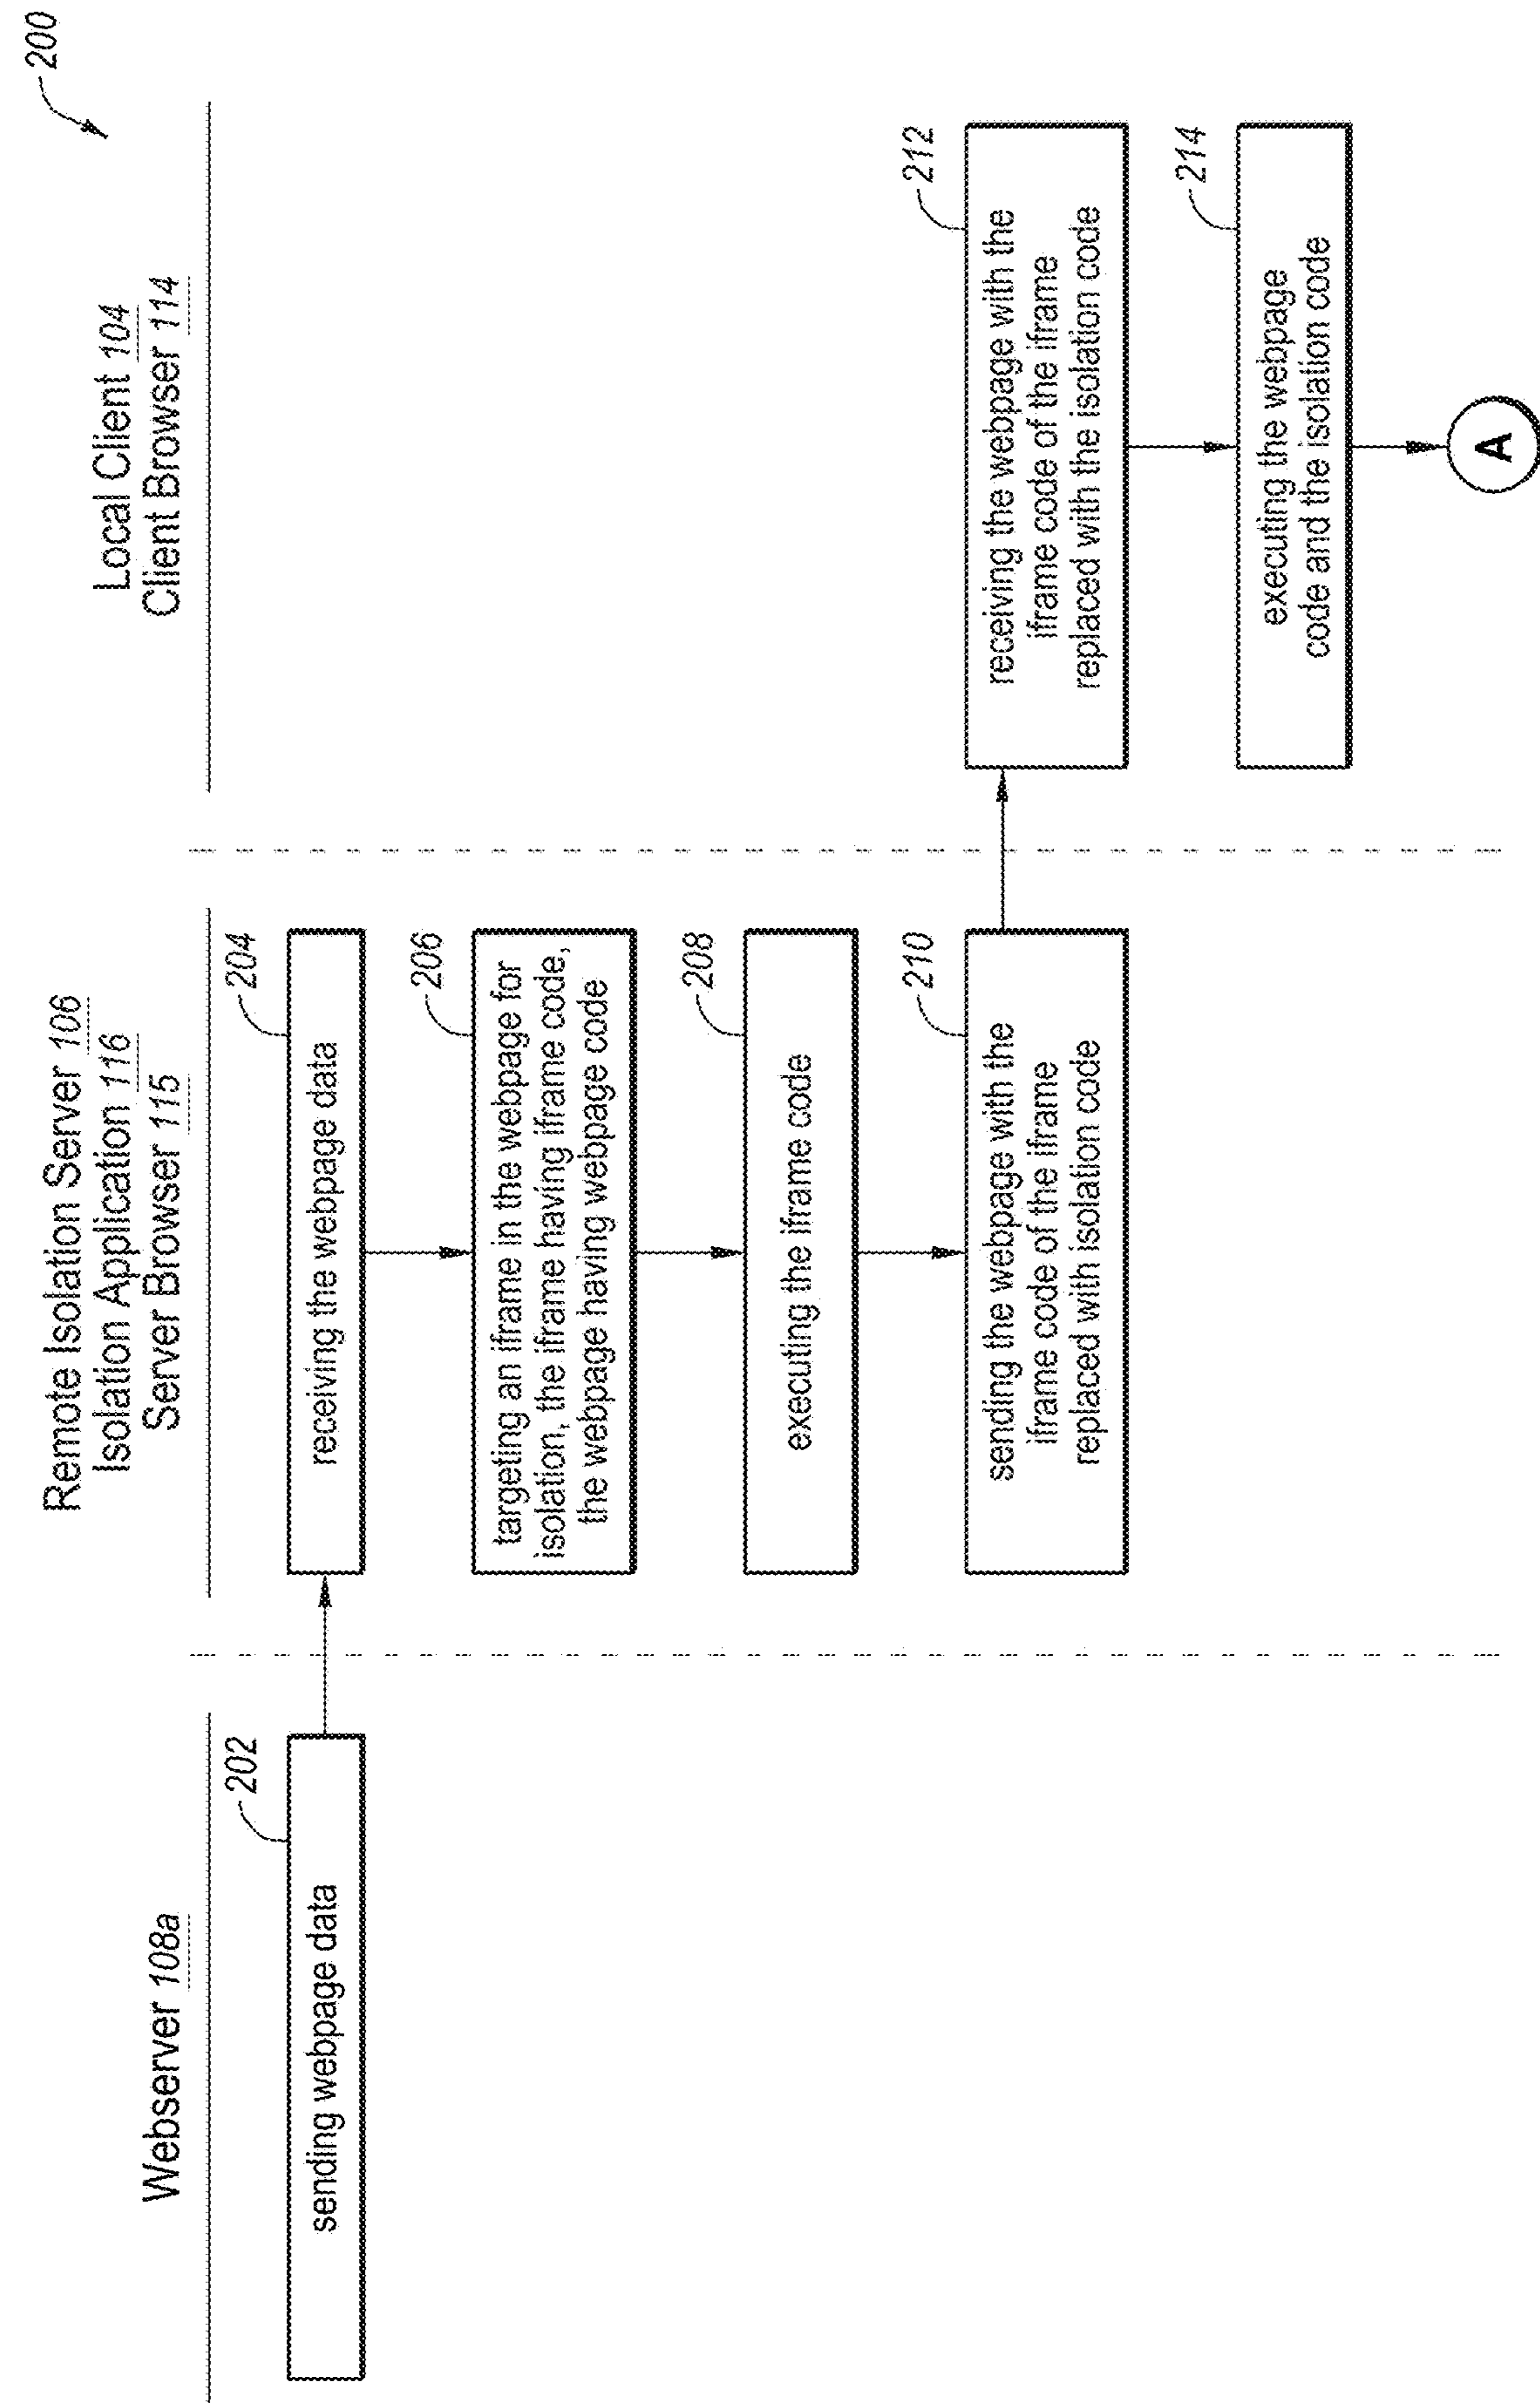 200
Webserver 108a
Remote Isolation Server 106
Isolation Application 116
Server Browser 115
Local Client 104
Client Browser 114
202
sending webpage data
204
receiving the webpage data
206
targeting an iframe in the webpage for
isolation, the iframe having iframe code,
the webpage having webpage code
208
executing the iframe code
210
sending the webpage with the
iframe code of the iframe
replaced with isolation code
212
receiving the webpage with the
iframe code of the iframe
replaced with the isolation code
214
executing the webpage
code and the isolation code
A